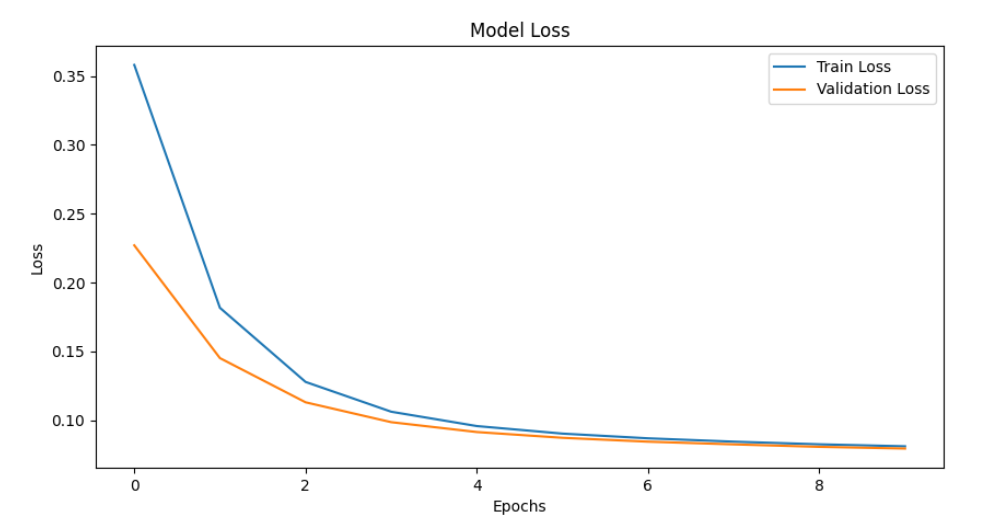 Model Loss
Train Loss
Validation Loss
0.35
0.30
0.25
0.20
0.15
0.10
Loss
0 2 4 6 8
Epochs